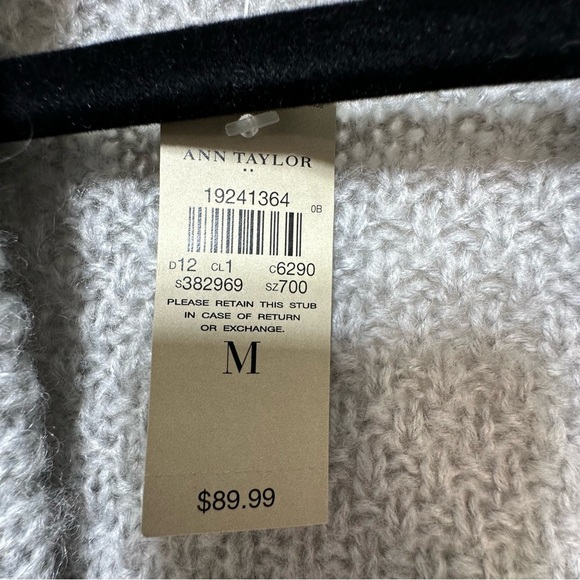 ANN TAYLOR
19241364
0B
D12 CL1 C6290
S382969 SZ700
PLEASE RETAIN THIS STUB
IN CASE OF RETURN
OR EXCHANGE.
M
$89.99